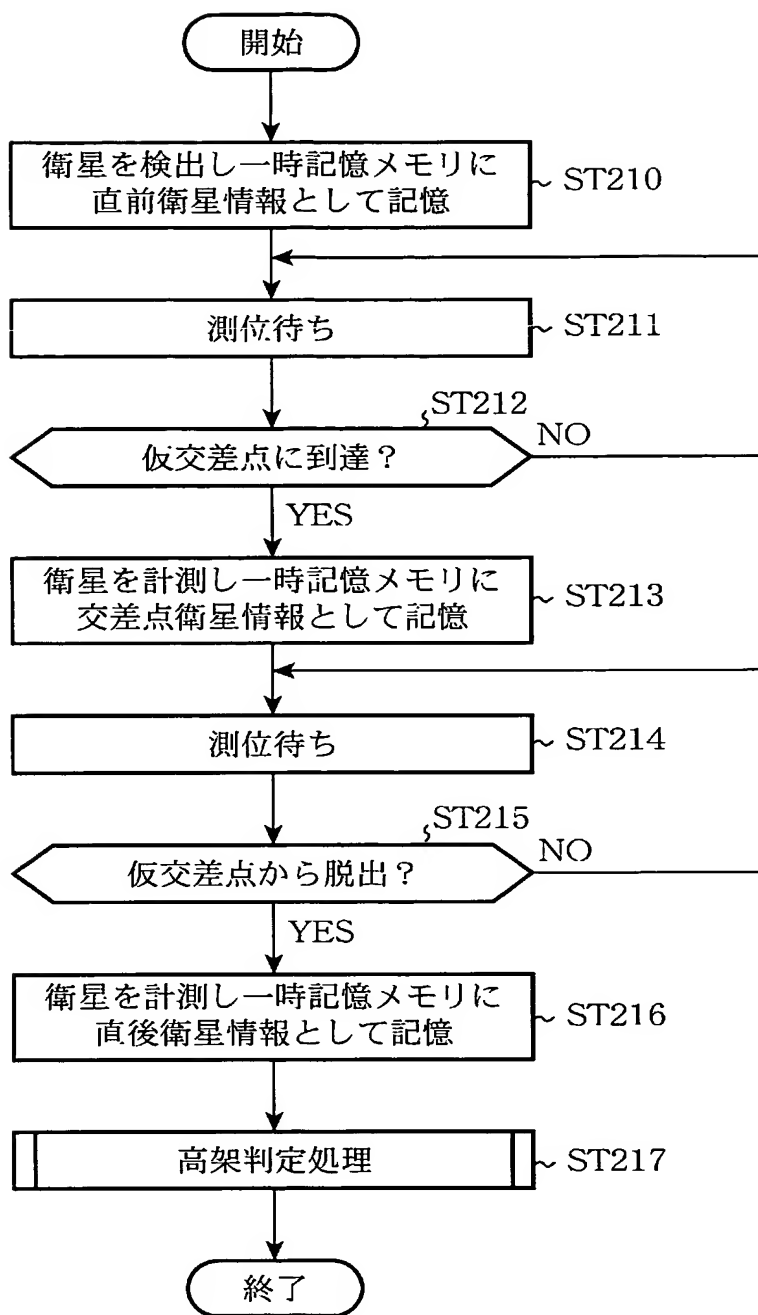 開始
衛星を検出し一時記憶メモリに
直前衛星情報として記憶
ST210
測位待ち
ST211
ST212
仮交差点に到達？
NO
YES
衛星を計測し一時記憶メモリに
交差点衛星情報として記憶
ST213
測位待ち
ST214
ST215
仮交差点から脱出？
NO
YES
衛星を計測し一時記憶メモリに
直後衛星情報として記憶
ST216
高架判定処理
ST217
終了